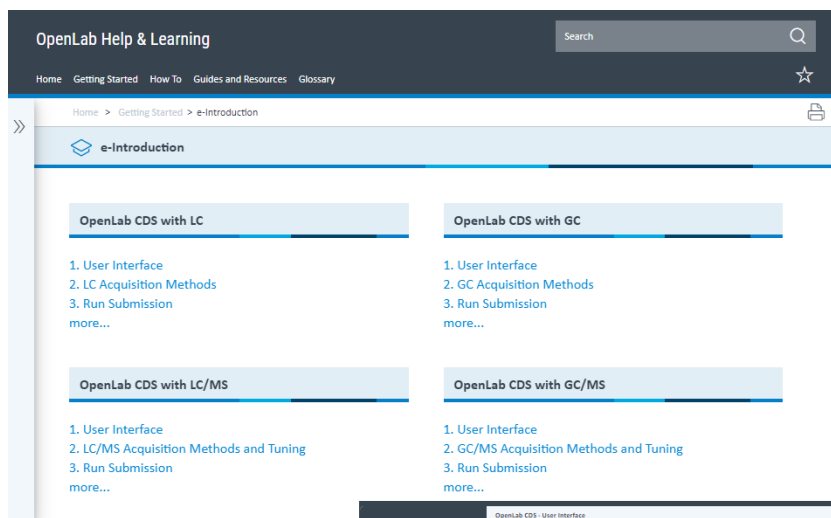 OpenLab Help & Learning
Search
Home Getting Started How To Guides and Resources Glossary
Home > Getting Started > e-Introduction
e-Introduction
OpenLab CDS with LC
1. User Interface
2. LC Acquisition Methods
3. Run Submission
more...
OpenLab CDS with GC
1. User Interface
2. GC Acquisition Methods
3. Run Submission
more...
OpenLab CDS with LC/MS
1. User Interface
2. LC/MS Acquisition Methods and Tuning
3. Run Submission
more...
OpenLab CDS with GC/MS
1. User Interface
2. GC/MS Acquisition Methods and Tuning
3. Run Submission
more...
OpenLab CDS - User Interface